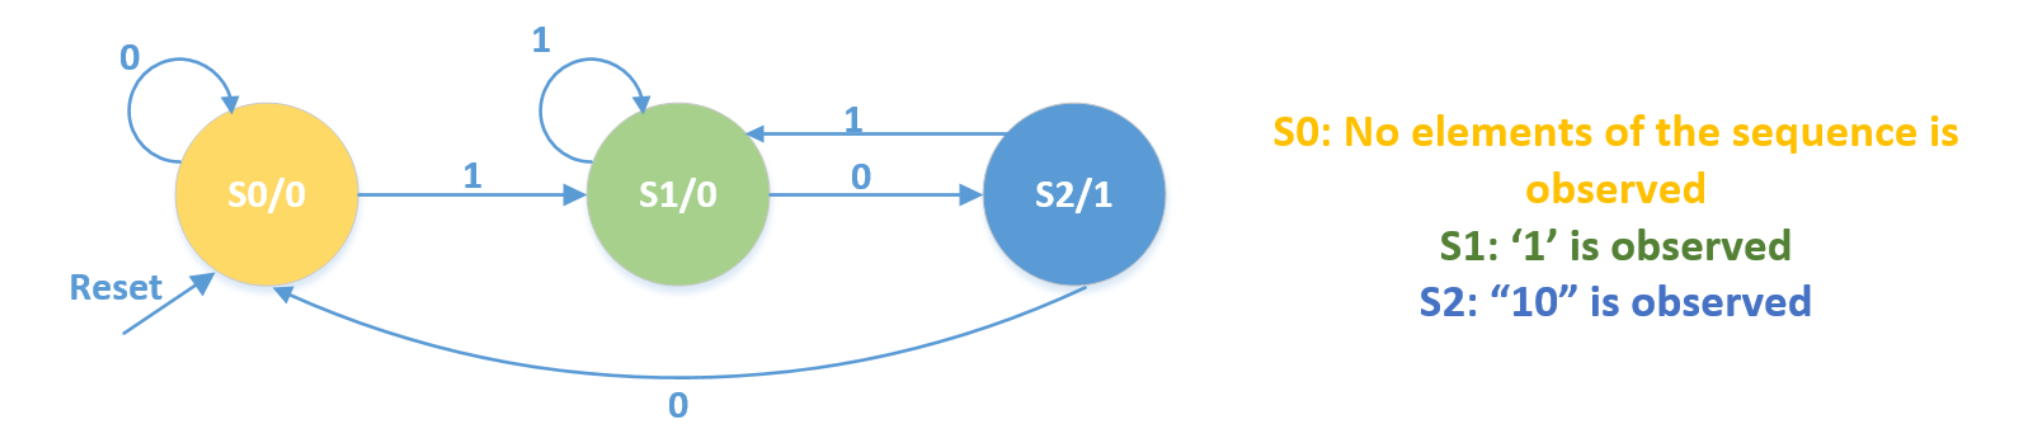 0
1
S0/0
1
S1/0
1
0
S2/1
Reset
0
S0: No elements of the sequence is
observed
S1: ‘1’ is observed
S2: “10” is observed